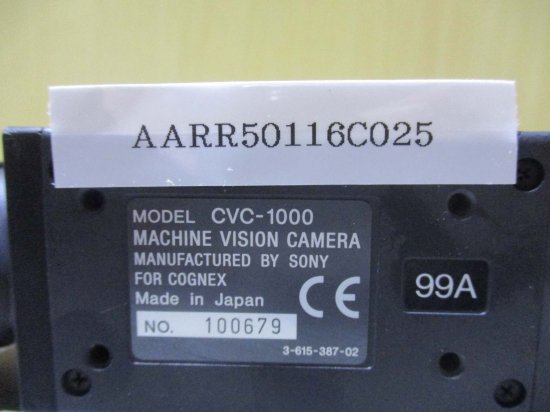 AARR50116C025
MODEL CVC-1000
MACHINE VISION CAMERA
MANUFACTURED BY SONY
FOR COGNEX
Made in Japan
CE
99A
NO. 100679
3-615-387-02